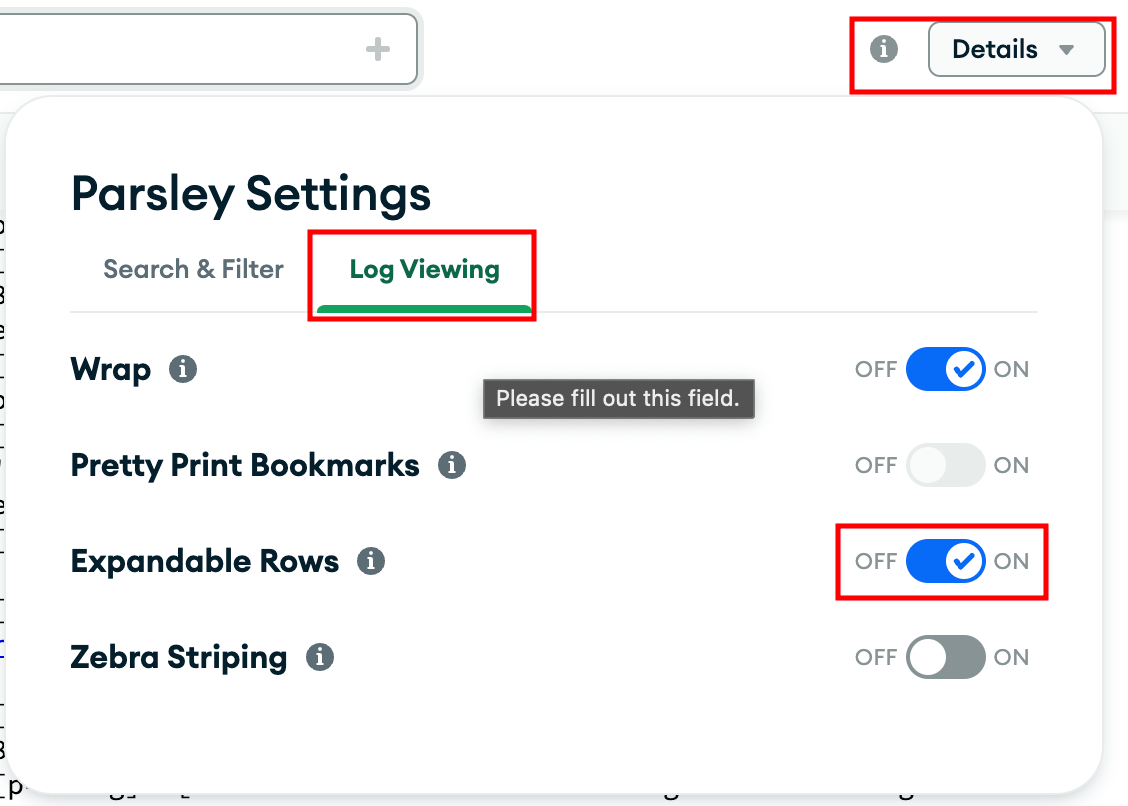 Details
Parsley Settings
Search & Filter Log Viewing
Wrap OFF ON
Please fill out this field.
Pretty Print Bookmarks OFF ON
Expandable Rows OFF ON
Zebra Striping OFF ON